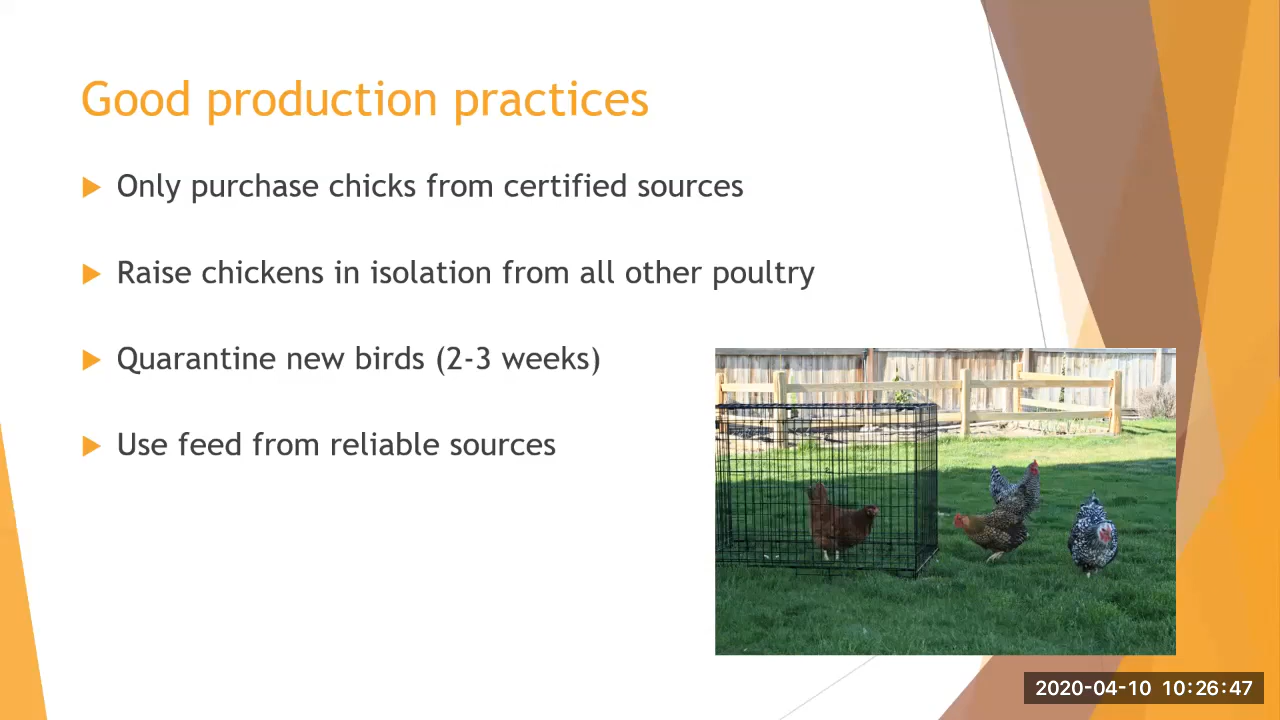 Good production practices
Only purchase chicks from certified sources
Raise chickens in isolation from all other poultry
Quarantine new birds (2-3 weeks)
Use feed from reliable sources
2020-04-10 10:26:47